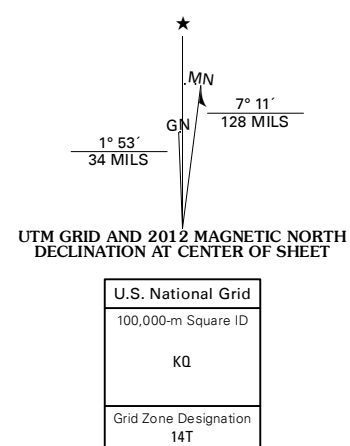 ★
MN
GN
7° 11´
128 MILS
1° 53´
34 MILS
UTM GRID AND 2012 MAGNETIC NORTH
DECLINATION AT CENTER OF SHEET
U.S. National Grid
100,000-m Square ID
KQ
Grid Zone Designation
14T